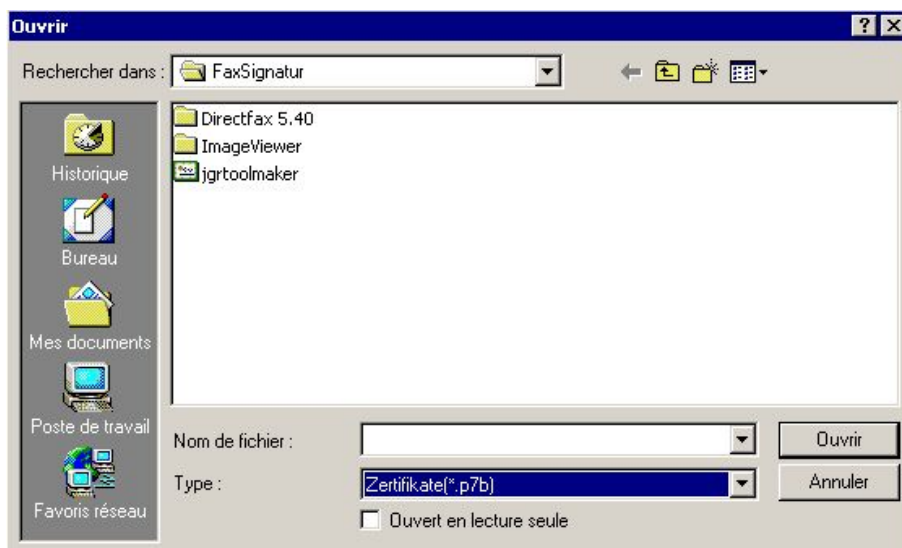 Ouvrir
Rechercher dans : FaxSignatur
Historique
Bureau
Mes documents
Poste de travail
Favoris réseau
Directfax 5.40
ImageViewer
jgrtoolmaker
Nom de fichier : Ouvrir
Type : Zertifikate(*.p7b) Annuler
Ouvert en lecture seule